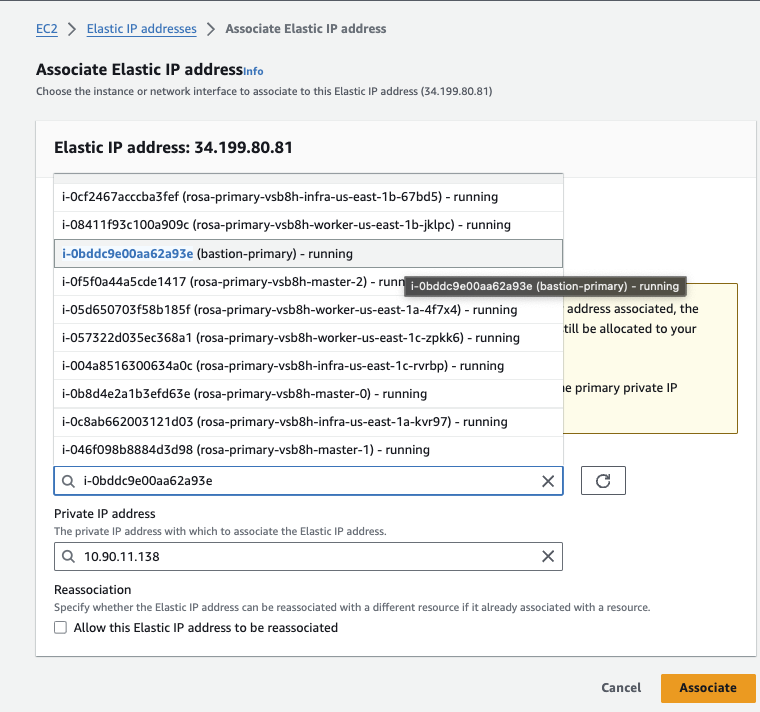 EC2 > Elastic IP addresses > Associate Elastic IP address
Associate Elastic IP address Info
Choose the instance or network interface to associate to this Elastic IP address (34.199.80.81)
Elastic IP address: 34.199.80.81
i-0cf2467acccba3fef (rosa-primary-vsb8h-infra-us-east-1b-67bd5) - running
i-08411f93c100a909c (rosa-primary-vsb8h-worker-us-east-1b-jklpc) - running
i-0bddc9e00aa62a93e (bastion-primary) - running
i-0f5f0a44a5cde1417 (rosa-primary-vsb8h-master-2) - runn
i-0bddc9e00aa62a93e (bastion-primary) - running
i-05d650703f58b185f (rosa-primary-vsb8h-worker-us-east-1a-4f7x4) - running
address associated, the
i-057322d035ec368a1 (rosa-primary-vsb8h-worker-us-east-1c-zpkk6) - running
till be allocated to your
i-004a8516300634a0c (rosa-primary-vsb8h-infra-us-east-1c-rvrbp) - running
i-0b8d4e2a1b3efd63e (rosa-primary-vsb8h-master-0) - running
primary private IP
i-0c8ab662003121d03 (rosa-primary-vsb8h-infra-us-east-1a-kvr97) - running
i-046f098b8884d3d98 (rosa-primary-vsb8h-master-1) - running
i-0bddc9e00aa62a93e
Private IP address
The private IP address with which to associate the Elastic IP address.
10.90.11.138
Reassociation
Specify whether the Elastic IP address can be reassociated with a different resource if it already associated with a resource.
Allow this Elastic IP address to be reassociated
Cancel
Associate